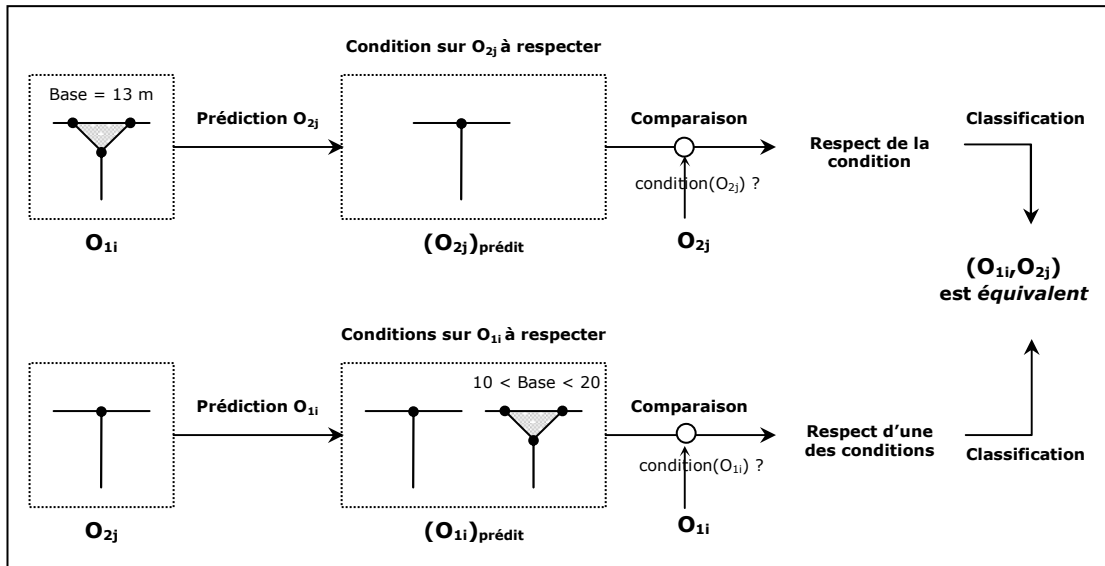 Condition sur O2j à respecter
Base = 13 m
Prédiction O2j
Comparaison
Classification
Respect de la
condition
condition(O2j) ?
O1i
(O2j)prédit
O2j
(O1i,O2j)
est équivalent
Conditions sur O1i à respecter
10 < Base < 20
Prédiction O1i
Comparaison
Respect d'une
des conditions
Classification
condition(O1i) ?
O2j
(O1i)prédit
O1i